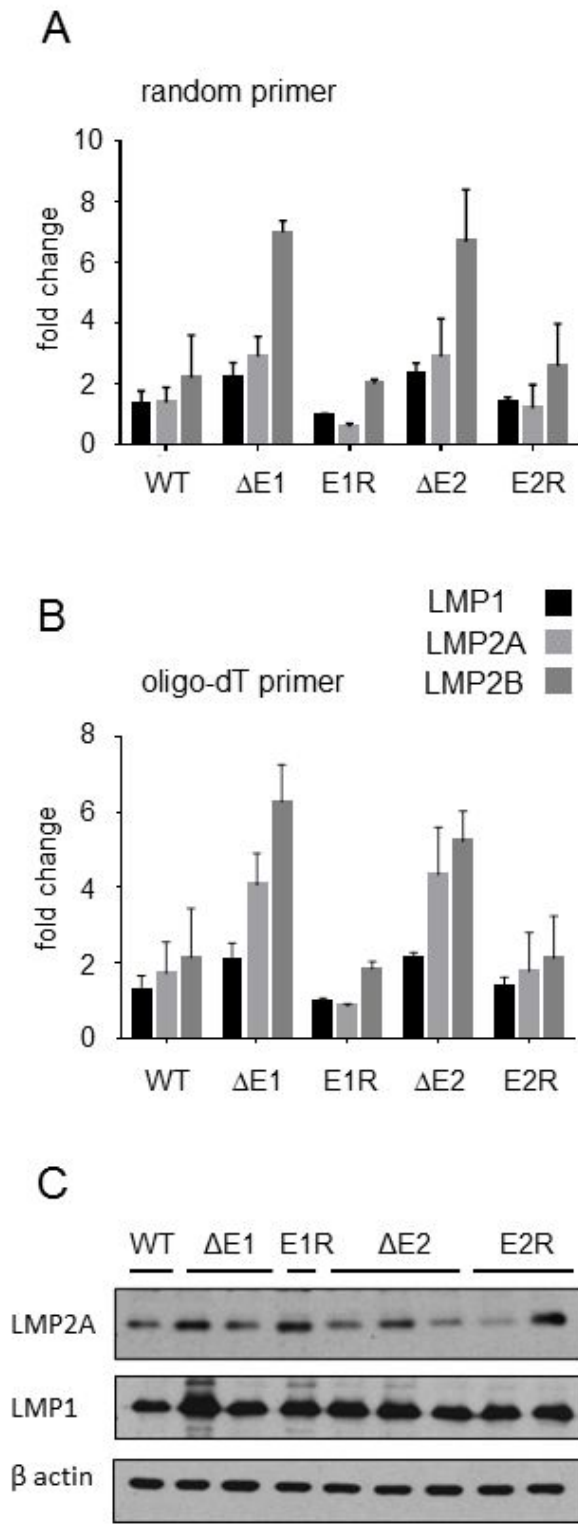 A
random primer
10
8
6
4
2
0
fold change
WT ΔE1 E1R ΔE2 E2R
B
LMP1
LMP2A
LMP2B
oligo-dT primer
8
6
4
2
0
fold change
WT ΔE1 E1R ΔE2 E2R
C
WT ΔE1 E1R ΔE2 E2R
LMP2A
LMP1
β actin